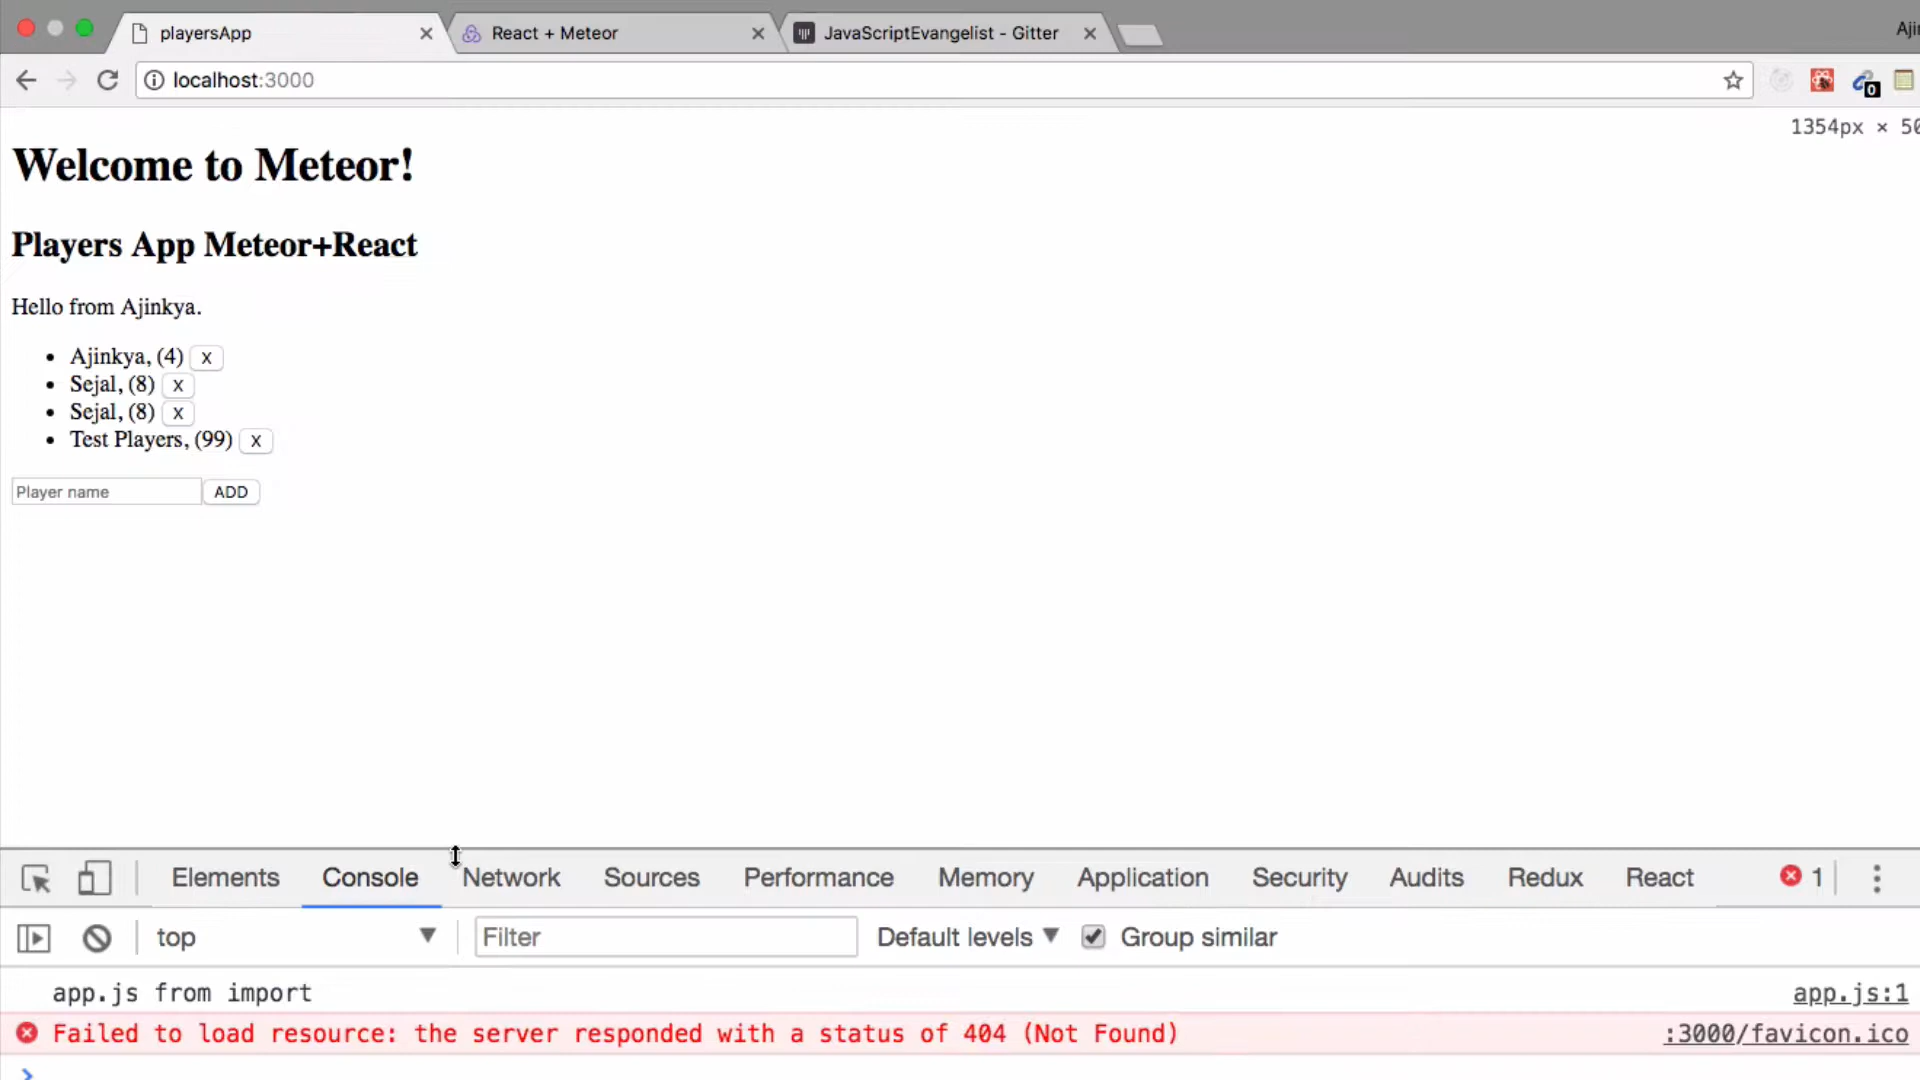 playersApp
React + Meteor
JavaScriptEvangelist - Gitter
localhost:3000
0
1354px ×
Welcome to Meteor!
Players App Meteor+React
Hello from Ajinkya.
Ajinkya, (4) X
Sejal, (8) X
Sejal, (8) X
Test Players, (99) X
Player name ADD
Elements Console Network Sources Performance Memory Application Security Audits Redux React 1
top Filter Default levels Group similar
app.js from import app.js:1
Failed to load resource: the server responded with a status of 404 (Not Found) :3000/favicon.ico